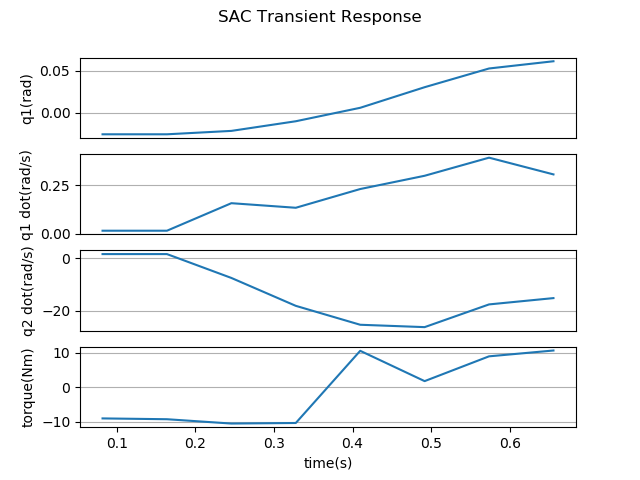 SAC Transient Response
q1(rad)
0.05
0.00
q1 dot(rad/s)
0.25
0.00
q2 dot(rad/s)
0
−20
torque(Nm)
10
0
−10
0.1 0.2 0.3 0.4 0.5 0.6
time(s)